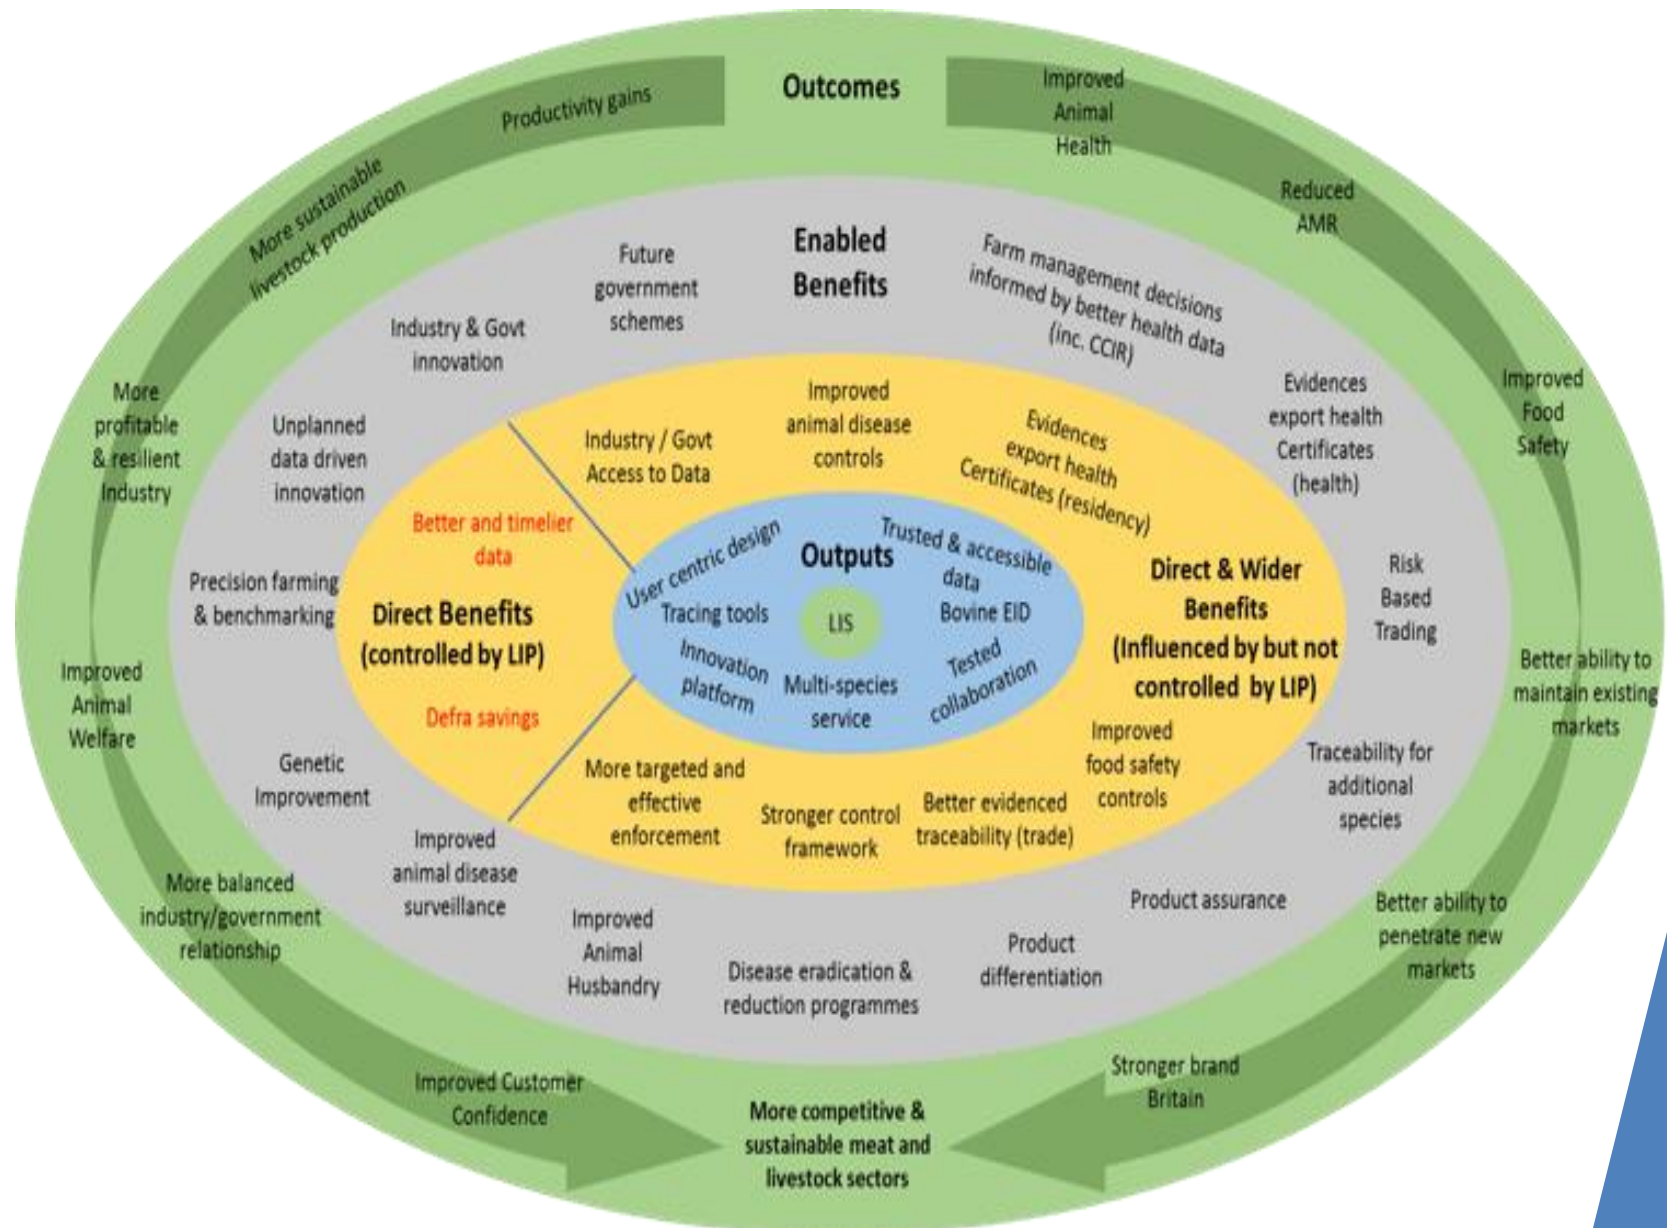 Outcomes
Productivity gains
More sustainable
livestock production
More
profitable
& resilient
Industry
Improved
Animal
Welfare
More balanced
industry/government
relationship
Improved Customer
Confidence
Improved
Animal
Health
Reduced
AMR
Improved
Food
Safety
Better ability to
maintain existing
markets
Better ability to
penetrate new
markets
Stronger brand
Britain
More competitive &
sustainable meat and
livestock sectors
Enabled
Benefits
Future
government
schemes
Industry & Govt
innovation
Unplanned
data driven
innovation
Precision farming
& benchmarking
Genetic
Improvement
Improved
animal disease
surveillance
Improved
Animal
Husbandry
Disease eradication &
reduction programmes
Product
differentiation
Product assurance
Traceability for
additional
species
Risk
Based
Trading
Evidences
export health
Certificates
(health)
Farm management decisions
informed by better health data
(inc. CCIR)
Direct Benefits
(controlled by LIP)
Better and timelier
data
Defra savings
Direct & Wider
Benefits
(Influenced by but not
controlled by LIP)
Industry / Govt
Access to Data
Improved
animal disease
controls
Evidences
export health
Certificates (residency)
Improved
food safety
controls
Better evidenced
traceability (trade)
Stronger control
framework
More targeted and
effective
enforcement
Outputs
User centric design
Trusted & accessible
data
Tracing tools
Bovine EID
Innovation
platform
Multi-species
service
Tested
collaboration
LIS